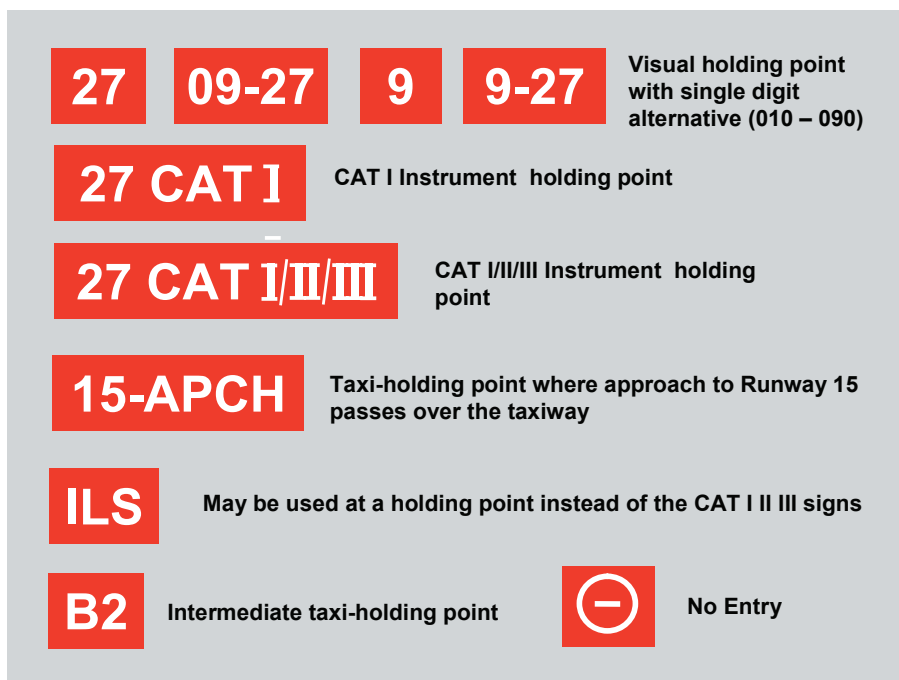 27 09-27 9 9-27
Visual holding point
with single digit
alternative (010 – 090)
27 CAT I
CAT I Instrument holding point
27 CAT I/II/III
CAT I/II/III Instrument holding
point
15-APCH
Taxi-holding point where approach to Runway 15
passes over the taxiway
ILS
May be used at a holding point instead of the CAT I II III signs
B2
Intermediate taxi-holding point
No Entry